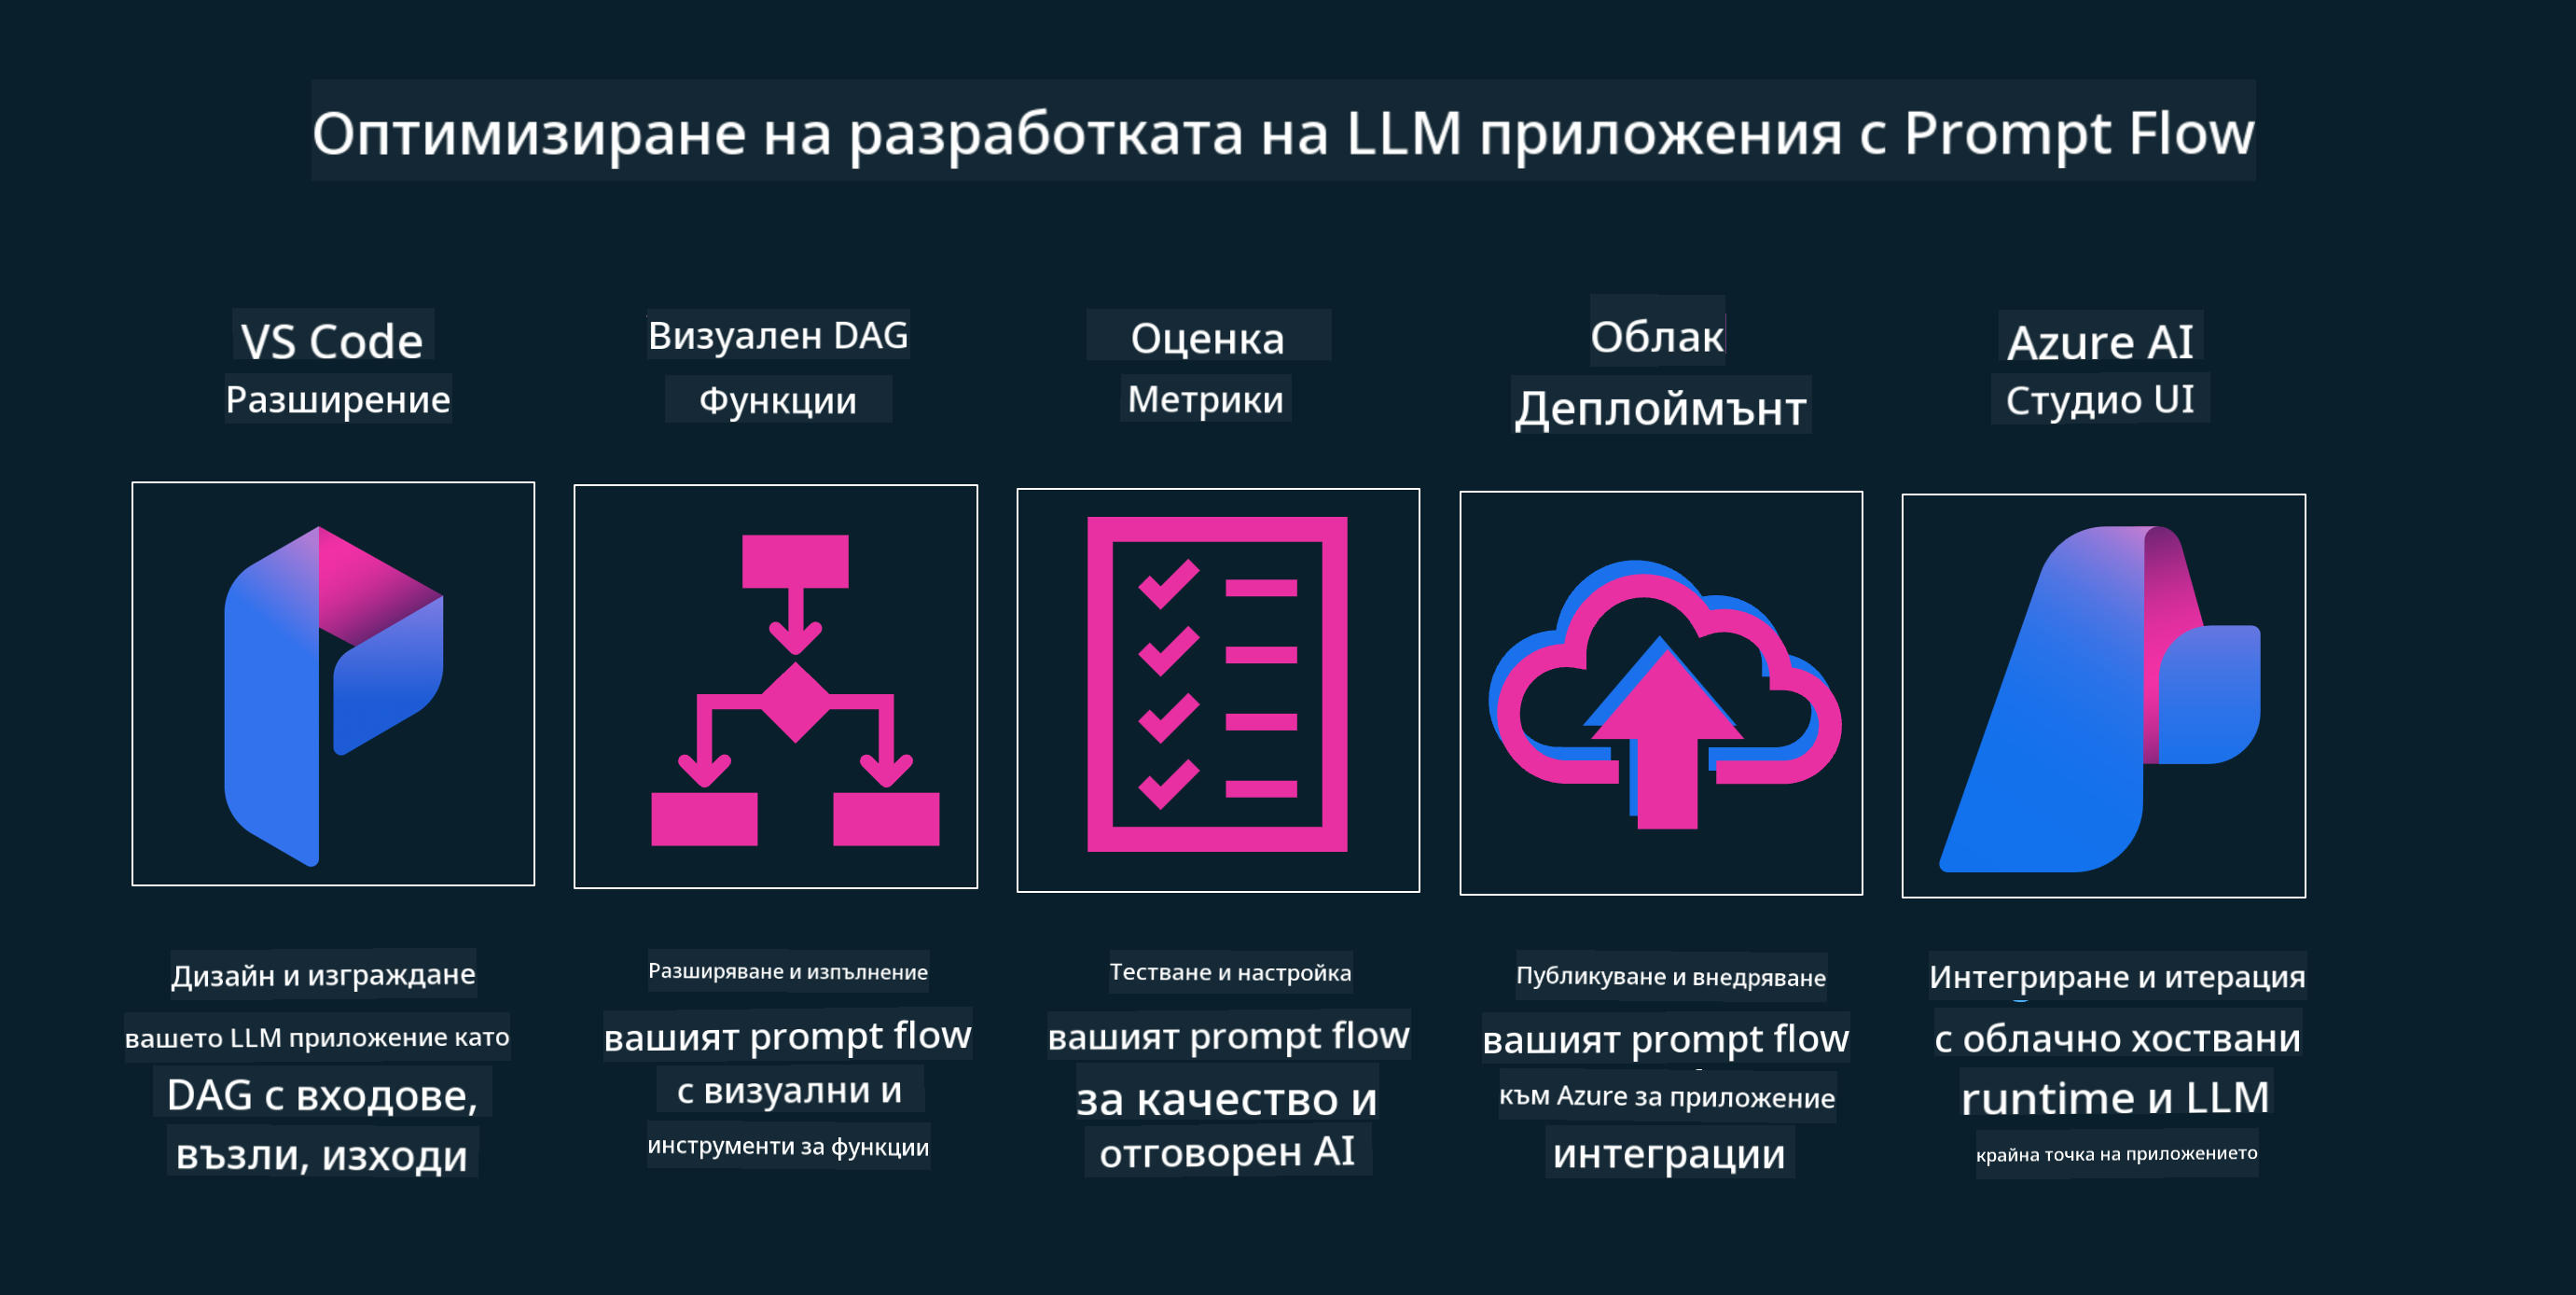 Оптимизиране на разработката на LLM приложения с Prompt Flow
VS Code
Разширение
Визуален DAG
Функции
Оценка
Метрики
Облак
Деплоймънт
Azure AI
Студио UI
Дизайн и изграждане
вашето LLM приложение като
DAG с входове,
възли, изходи
Разширяване и изпълнение
вашият prompt flow
с визуални и
инструменти за функции
Тестване и настройка
вашият prompt flow
за качество и
отговорен AI
Публикуване и внедряване
вашият prompt flow
към Azure за приложение
интеграции
Интегриране и итерация
с облачно хоствани
runtime и LLM
крайна точка на приложението